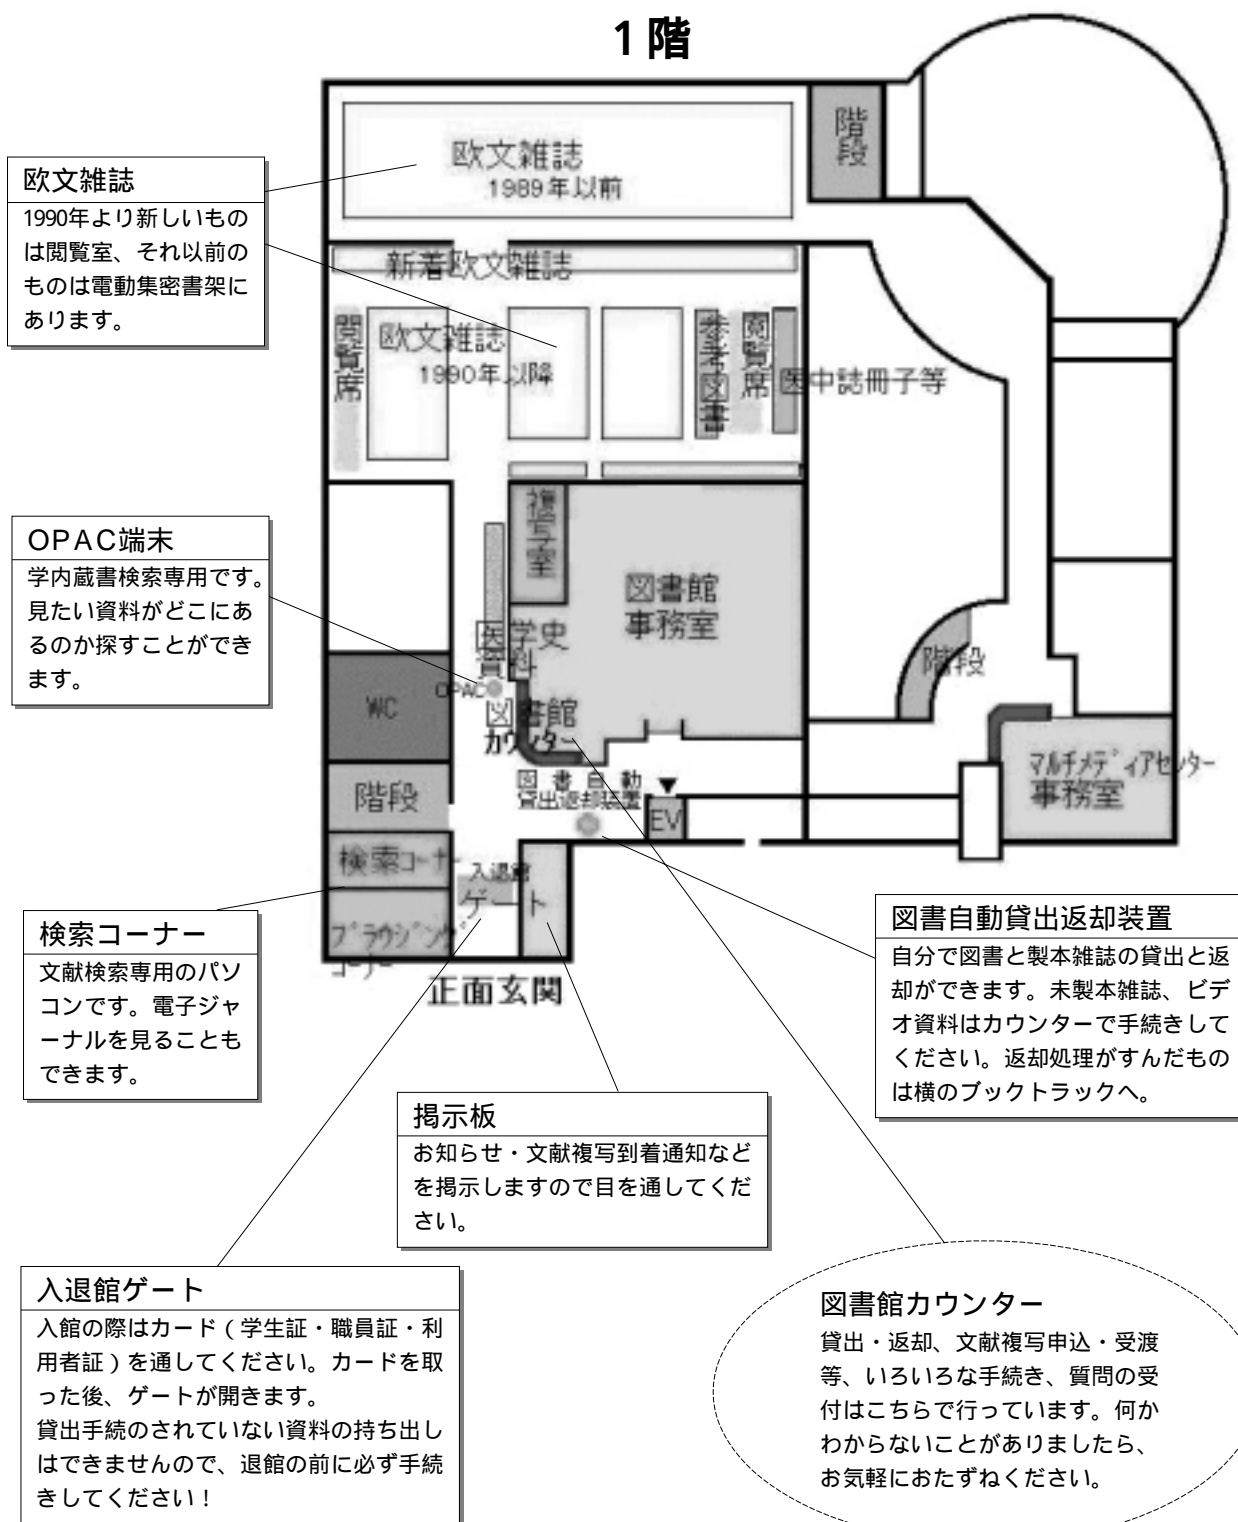 1階
欧文雑誌
1989年以前
階段
欧文雑誌
1990年より新しいもの
は閲覧室、それ以前の
ものは電動集密書架に
あります。
新着欧文雑誌
閲覧席
欧文雑誌
1990年以降
参考図書
閲覧席
医中誌冊子等
OPAC端末
学内蔵書検索専用です。
見たい資料がどこにあ
るのか探すことができ
ます。
複写室
図書館
事務室
医学史
資料
OPAC
WC
図書館
カウンター
階段
階段
マルチメディアセンター
事務室
図書自動
貸出返却装置
▼
EV
検索コーナー
入退館
ゲート
ブラウジング
コーナー
正面玄関
検索コーナー
文献検索専用のパソ
コンです。電子ジャ
ーナルを見ることも
できます。
図書自動貸出返却装置
自分で図書と製本雑誌の貸出と返
却ができます。未製本雑誌、ビデ
オ資料はカウンターで手続きして
ください。返却処理がすんだもの
は横のブックトラックへ。
掲示板
お知らせ・文献複写到着通知など
を掲示しますので目を通してくだ
さい。
入退館ゲート
入館の際はカード（学生証・職員証・利
用者証）を通してください。カードを取
った後、ゲートが開きます。
貸出手続のされていない資料の持ち出し
はできませんので、退館の前に必ず手続
きしてください！
図書館カウンター
貸出・返却、文献複写申込・受渡
等、いろいろな手続き、質問の受
付はこちらで行っています。何か
わからないことがありましたら、
お気軽におたずねください。